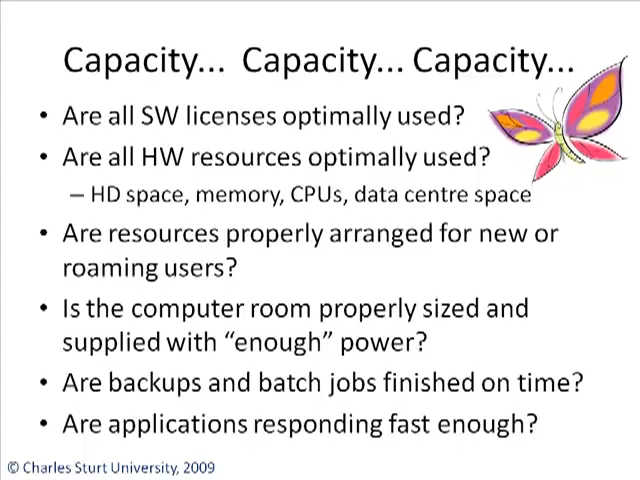 Capacity... Capacity... Capacity...
• Are all SW licenses optimally used?
• Are all HW resources optimally used?
– HD space, memory, CPUs, data centre space
• Are resources properly arranged for new or
roaming users?
• Is the computer room properly sized and
supplied with “enough” power?
• Are backups and batch jobs finished on time?
• Are applications responding fast enough?
© Charles Sturt University, 2009